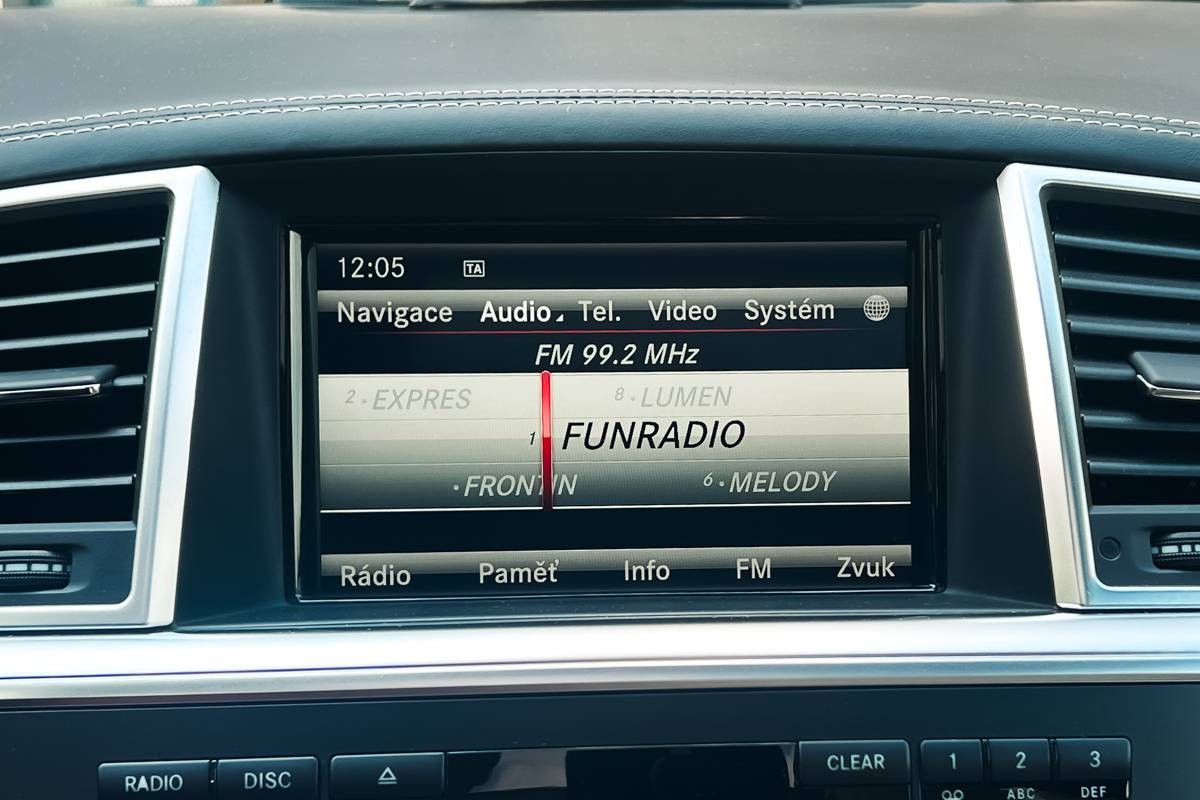 12:05 TA
Navigace Audio Tel. Video Systém
FM 99.2 MHz
2 • EXPRES 8 • LUMEN
1 FUNRADIO
• FRONTIN 6 • MELODY
Rádio Paměť Info FM Zvuk
RADIO DISC CLEAR 1 2 3
ABC DEF